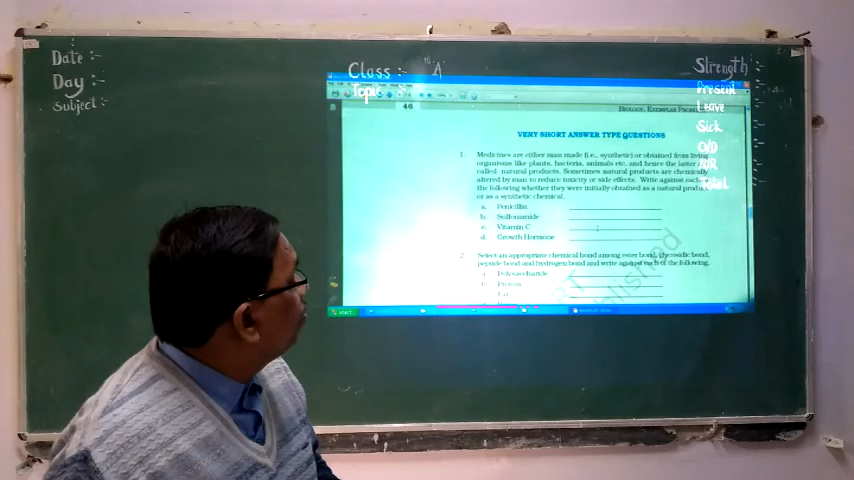 Date :-
Day :-
Subject :-
Class :- th A
Topic :-
Strength :-
Present
Leave
Sick
O/D
Total
46
BIOLOGY, EXEMPLAR
VERY SHORT ANSWER TYPE QUESTIONS
1. Medicines are either man made (i.e., synthetic) or obtained from living
organisms like plants, bacteria, animals etc. and hence the latter are
called natural products. Sometimes natural products are chemically
altered by man to reduce toxicity or side effects. Write against each of
the following whether they were initially obtained as a natural product
or as a synthetic chemical.
a. Penicillin
b. Sulfonamide
c. Vitamin C
d. Growth Hormone
2. Select an appropriate chemical bond among ester bond, glycosidic bond,
peptide bond and hydrogen bond and write against each of the following.
a. Polysaccharide
b. Protein
start